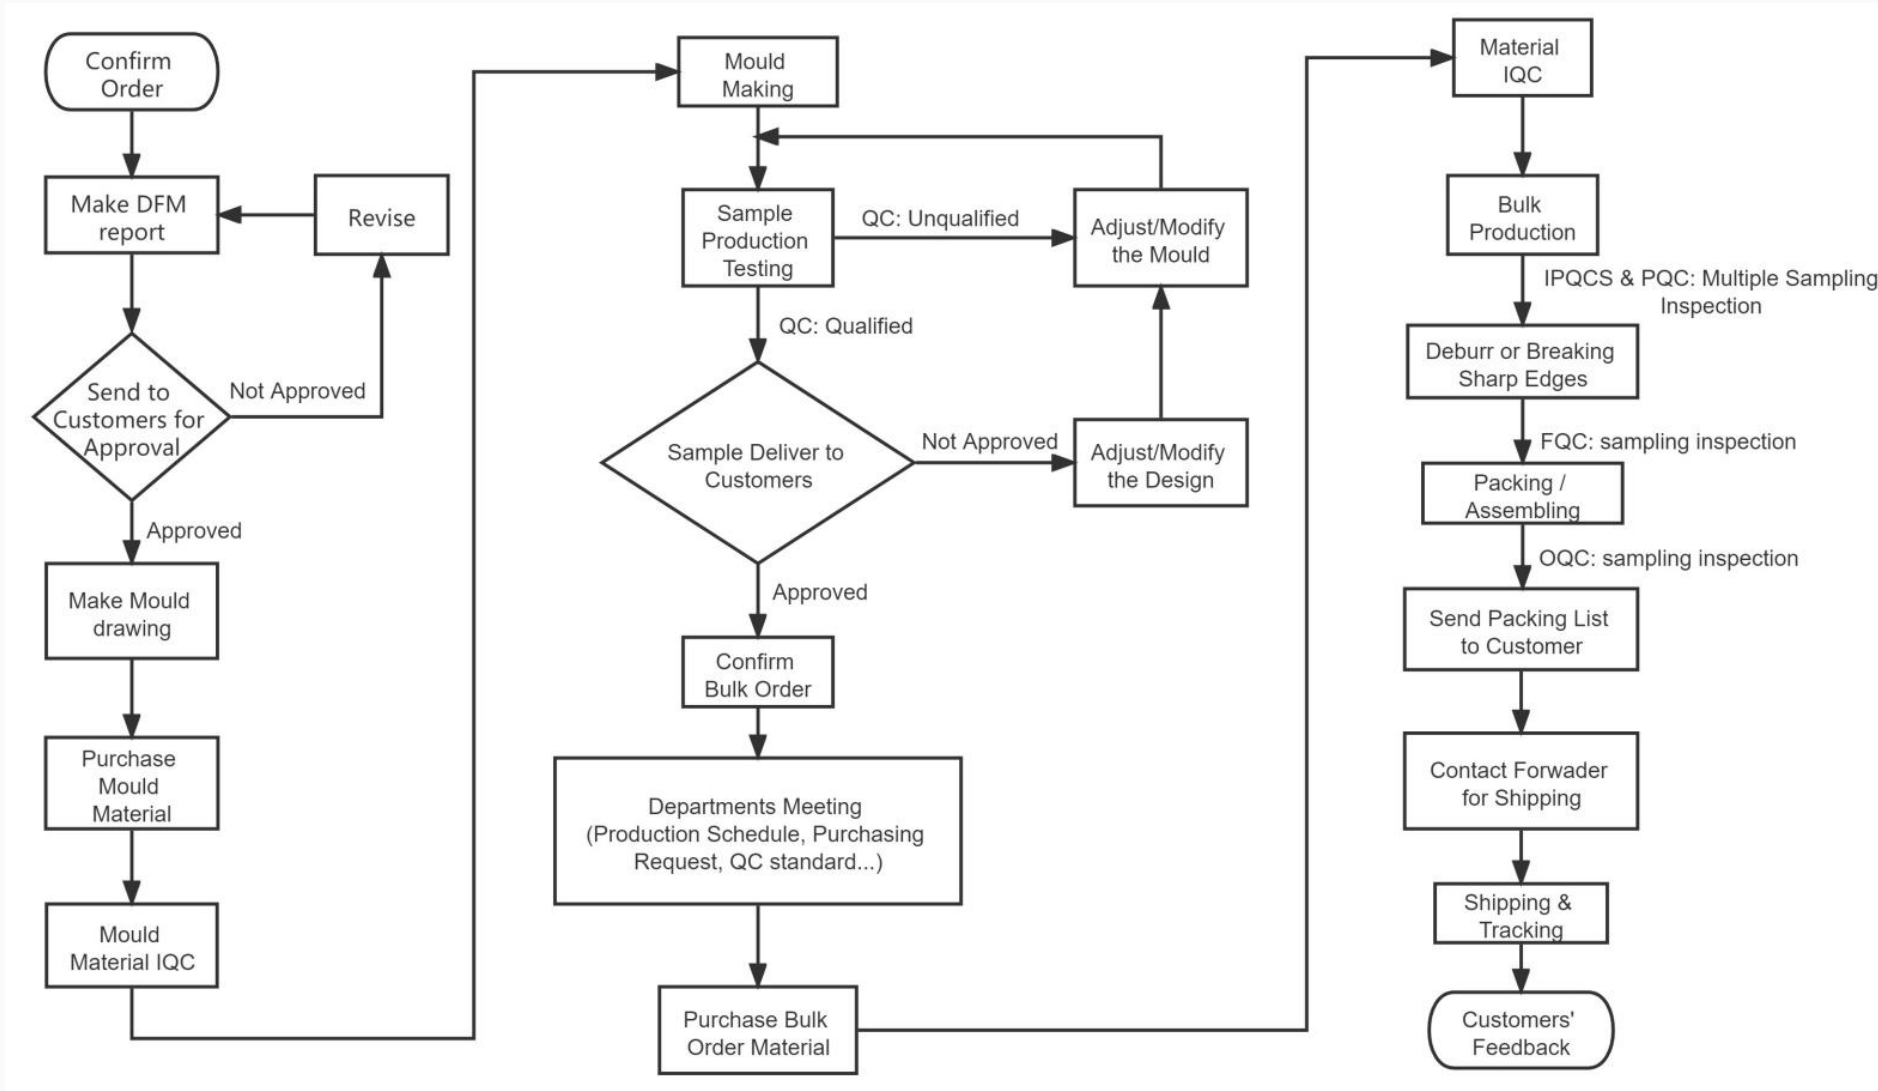 Confirm
Order
Make DFM
report
Revise
Send to
Customers for
Approval
Not Approved
Approved
Make Mould
drawing
Purchase
Mould
Material
Mould
Material IQC
Mould
Making
Sample
Production
Testing
QC: Unqualified
Adjust/Modify
the Mould
QC: Qualified
Sample Deliver to
Customers
Not Approved
Adjust/Modify
the Design
Approved
Confirm
Bulk Order
Departments Meeting
(Production Schedule, Purchasing
Request, QC standard...)
Purchase Bulk
Order Material
Material
IQC
Bulk
Production
IPQCS & PQC: Multiple Sampling
Inspection
Deburr or Breaking
Sharp Edges
FQC: sampling inspection
Packing /
Assembling
OQC: sampling inspection
Send Packing List
to Customer
Contact Forwader
for Shipping
Shipping &
Tracking
Customers'
Feedback